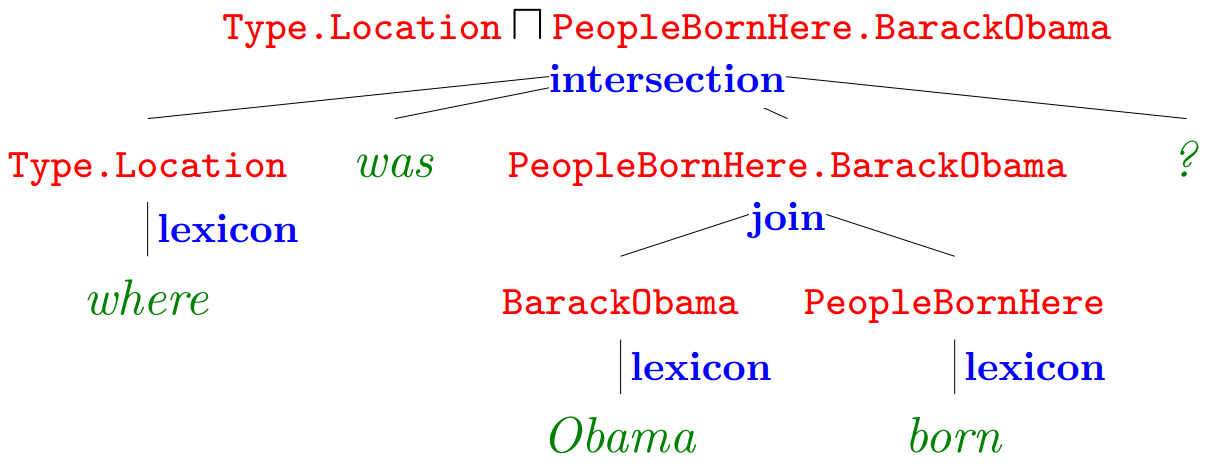 Type.Location ⊓ PeopleBornHere.BarackObama
intersection
Type.Location was PeopleBornHere.BarackObama ?
lexicon join
where
BarackObama PeopleBornHere
lexicon lexicon
Obama born